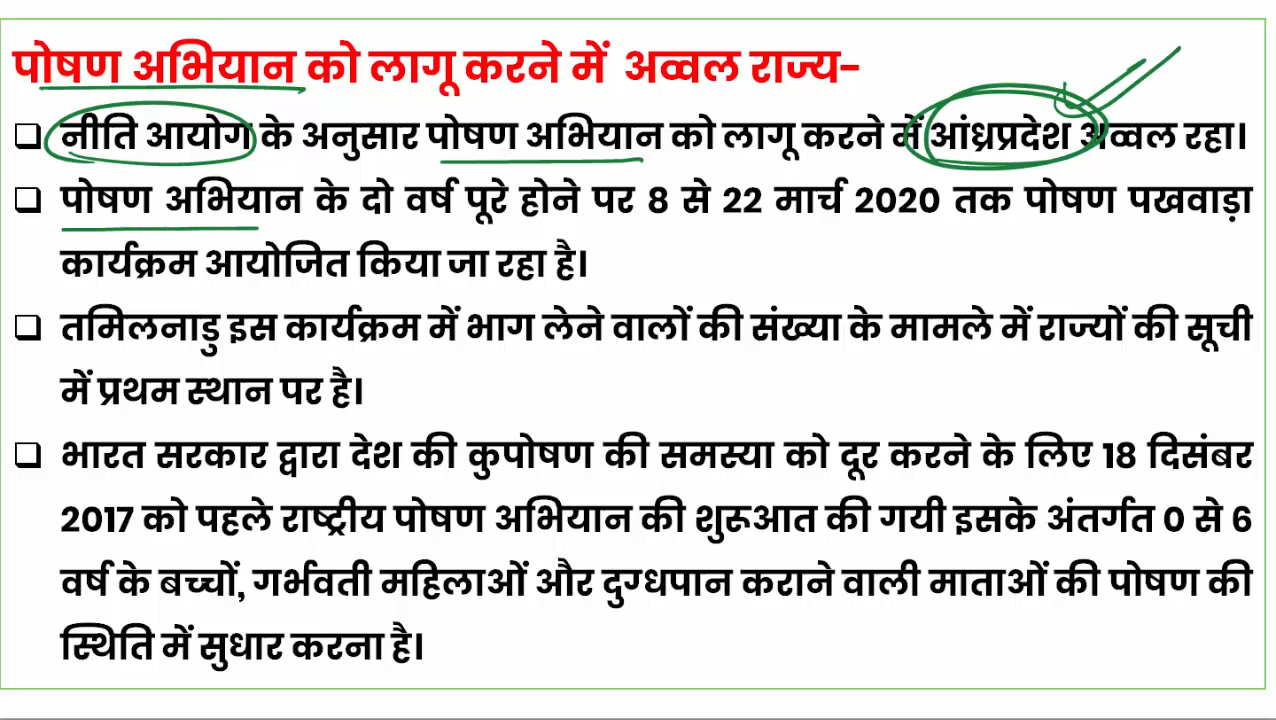 पोषण अभियान को लागू करने में अव्वल राज्य-
❑ नीति आयोग के अनुसार पोषण अभियान को लागू करने में आंध्रप्रदेश अव्वल रहा।
❑ पोषण अभियान के दो वर्ष पूरे होने पर 8 से 22 मार्च 2020 तक पोषण पखवाड़ा
कार्यक्रम आयोजित किया जा रहा है।
❑ तमिलनाडु इस कार्यक्रम में भाग लेने वालों की संख्या के मामले में राज्यों की सूची
में प्रथम स्थान पर है।
❑ भारत सरकार द्वारा देश की कुपोषण की समस्या को दूर करने के लिए 18 दिसंबर
2017 को पहले राष्ट्रीय पोषण अभियान की शुरूआत की गयी इसके अंतर्गत 0 से 6
वर्ष के बच्चों, गर्भवती महिलाओं और दुग्धपान कराने वाली माताओं की पोषण की
स्थिति में सुधार करना है।